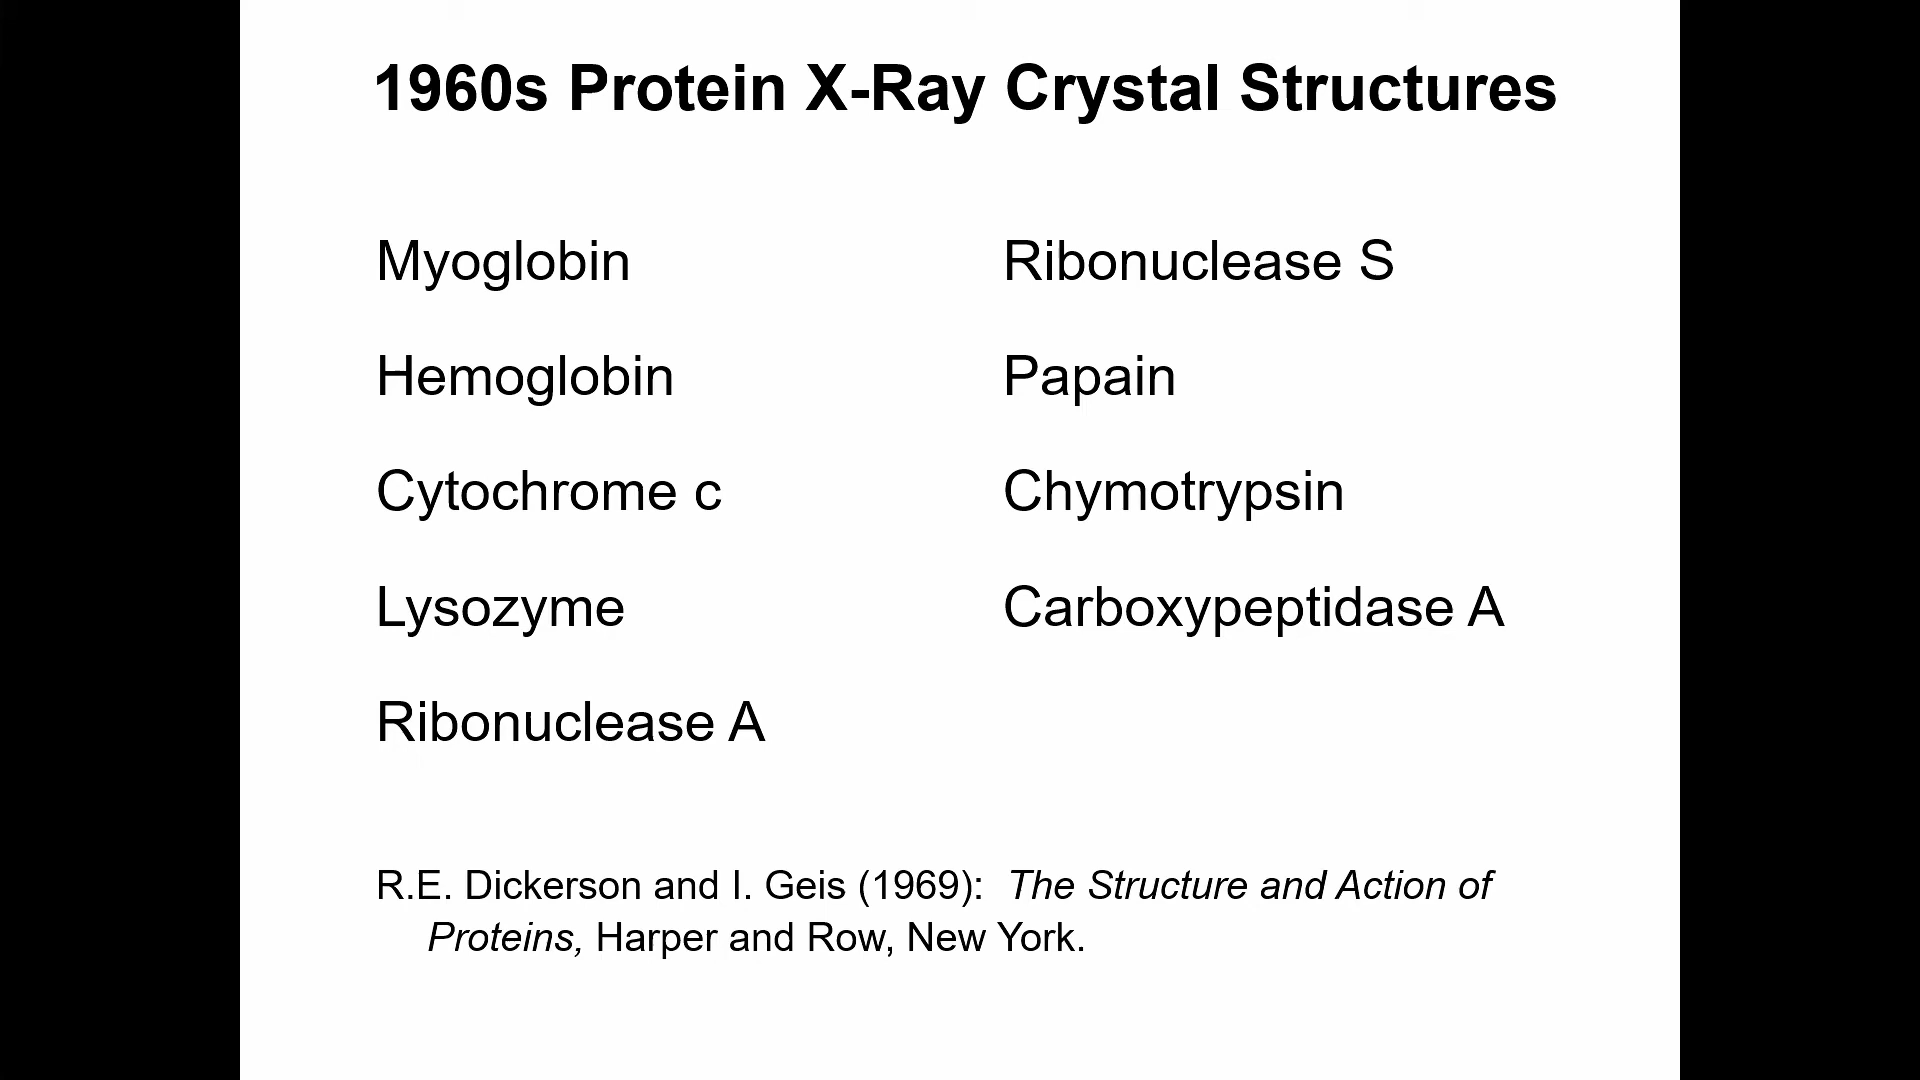 1960s Protein X-Ray Crystal Structures
Myoglobin
Hemoglobin
Cytochrome c
Lysozyme
Ribonuclease A
Ribonuclease S
Papain
Chymotrypsin
Carboxypeptidase A
R.E. Dickerson and I. Geis (1969):  The Structure and Action of
Proteins, Harper and Row, New York.